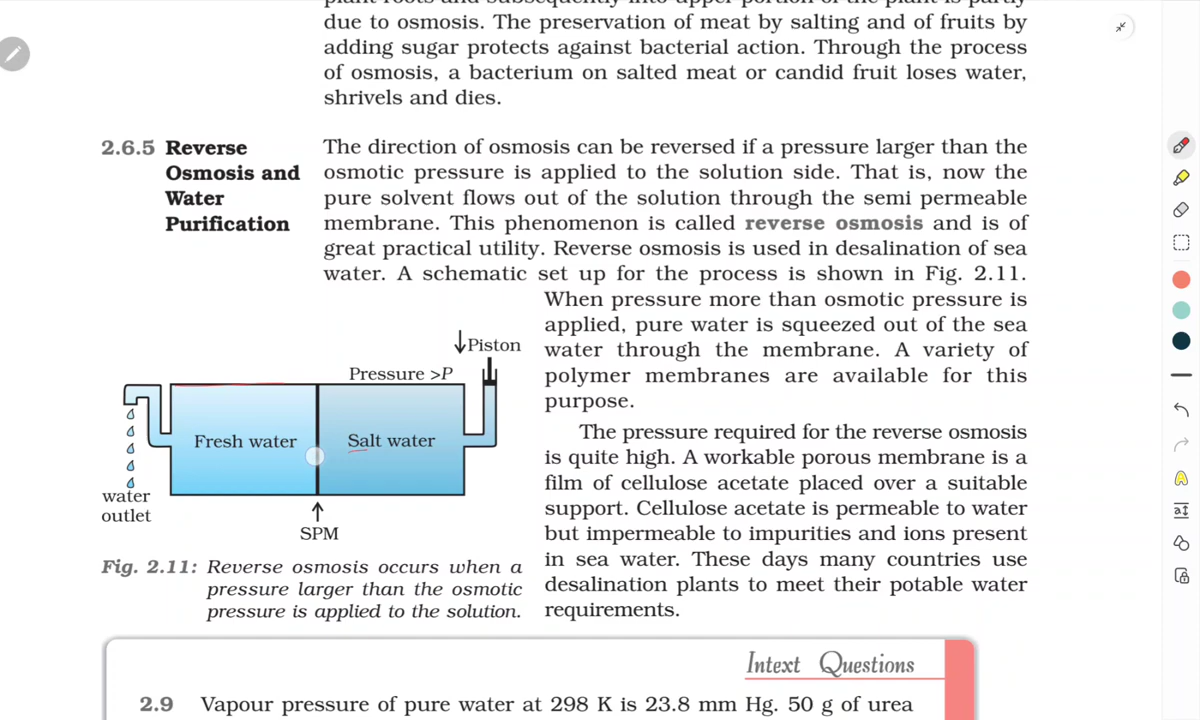 due to osmosis. The preservation of meat by salting and of fruits by
adding sugar protects against bacterial action. Through the process
of osmosis, a bacterium on salted meat or candid fruit loses water,
shrivels and dies.
2.6.5 Reverse
Osmosis and
Water
Purification
The direction of osmosis can be reversed if a pressure larger than the
osmotic pressure is applied to the solution side. That is, now the
pure solvent flows out of the solution through the semi permeable
membrane. This phenomenon is called reverse osmosis and is of
great practical utility. Reverse osmosis is used in desalination of sea
water. A schematic set up for the process is shown in Fig. 2.11.
When pressure more than osmotic pressure is
applied, pure water is squeezed out of the sea
water through the membrane. A variety of
polymer membranes are available for this
purpose.
The pressure required for the reverse osmosis
is quite high. A workable porous membrane is a
film of cellulose acetate placed over a suitable
support. Cellulose acetate is permeable to water
but impermeable to impurities and ions present
in sea water. These days many countries use
desalination plants to meet their potable water
requirements.
Piston
Pressure >P
Fresh water
Salt water
water
outlet
SPM
Fig. 2.11: Reverse osmosis occurs when a
pressure larger than the osmotic
pressure is applied to the solution.
Intext Questions
2.9 Vapour pressure of pure water at 298 K is 23.8 mm Hg. 50 g of urea